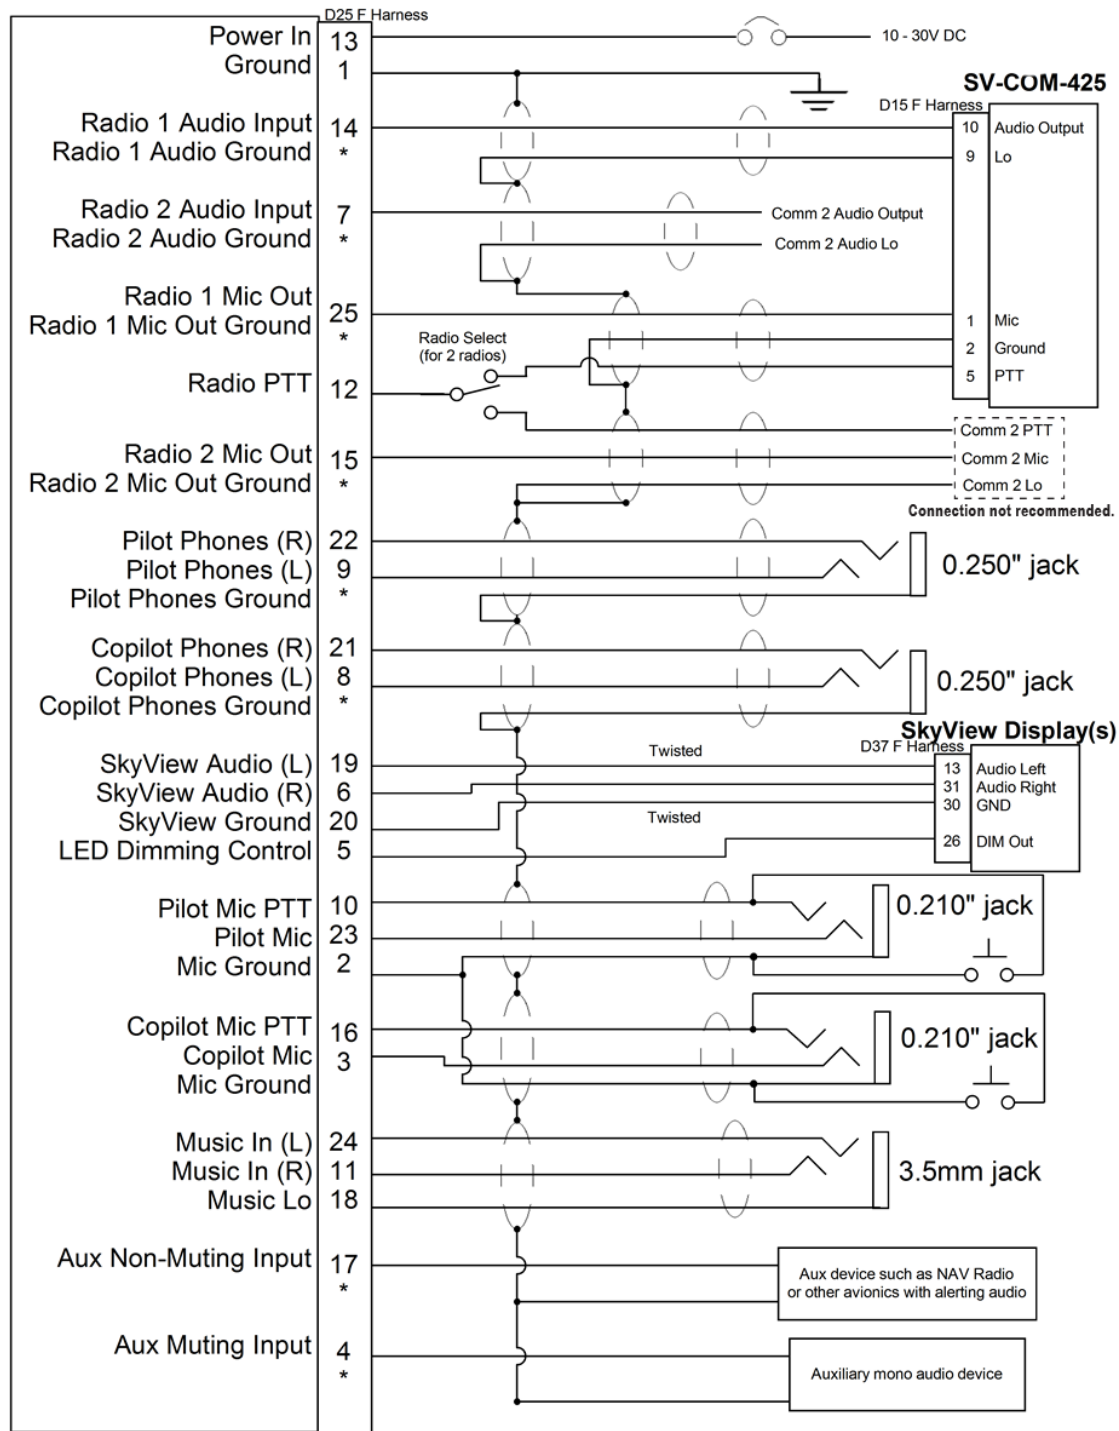 D25 F Harness
Power In 13
10 - 30V DC
Ground 1
SV-COM-425
D15 F Harness
Radio 1 Audio Input 14
10 Audio Output
Radio 1 Audio Ground *
9 Lo
Radio 2 Audio Input 7
Comm 2 Audio Output
Radio 2 Audio Ground *
Comm 2 Audio Lo
Radio 1 Mic Out 25
1 Mic
Radio 1 Mic Out Ground *
Radio Select
(for 2 radios)
2 Ground
5 PTT
Radio PTT 12
Comm 2 PTT
Radio 2 Mic Out 15
Comm 2 Mic
Radio 2 Mic Out Ground *
Comm 2 Lo
Connection not recommended.
Pilot Phones (R) 22
Pilot Phones (L) 9
0.250" jack
Pilot Phones Ground *
Copilot Phones (R) 21
Copilot Phones (L) 8
0.250" jack
Copilot Phones Ground *
SkyView Display(s)
D37 F Harness
Twisted
SkyView Audio (L) 19
13 Audio Left
SkyView Audio (R) 6
31 Audio Right
30 GND
SkyView Ground 20
Twisted
LED Dimming Control 5
26 DIM Out
Pilot Mic PTT 10
0.210" jack
Pilot Mic 23
Mic Ground 2
Copilot Mic PTT 16
0.210" jack
Copilot Mic 3
Mic Ground
Music In (L) 24
Music In (R) 11
3.5mm jack
Music Lo 18
Aux Non-Muting Input 17
*
Aux device such as NAV Radio
or other avionics with alerting audio
Aux Muting Input 4
*
Auxiliary mono audio device